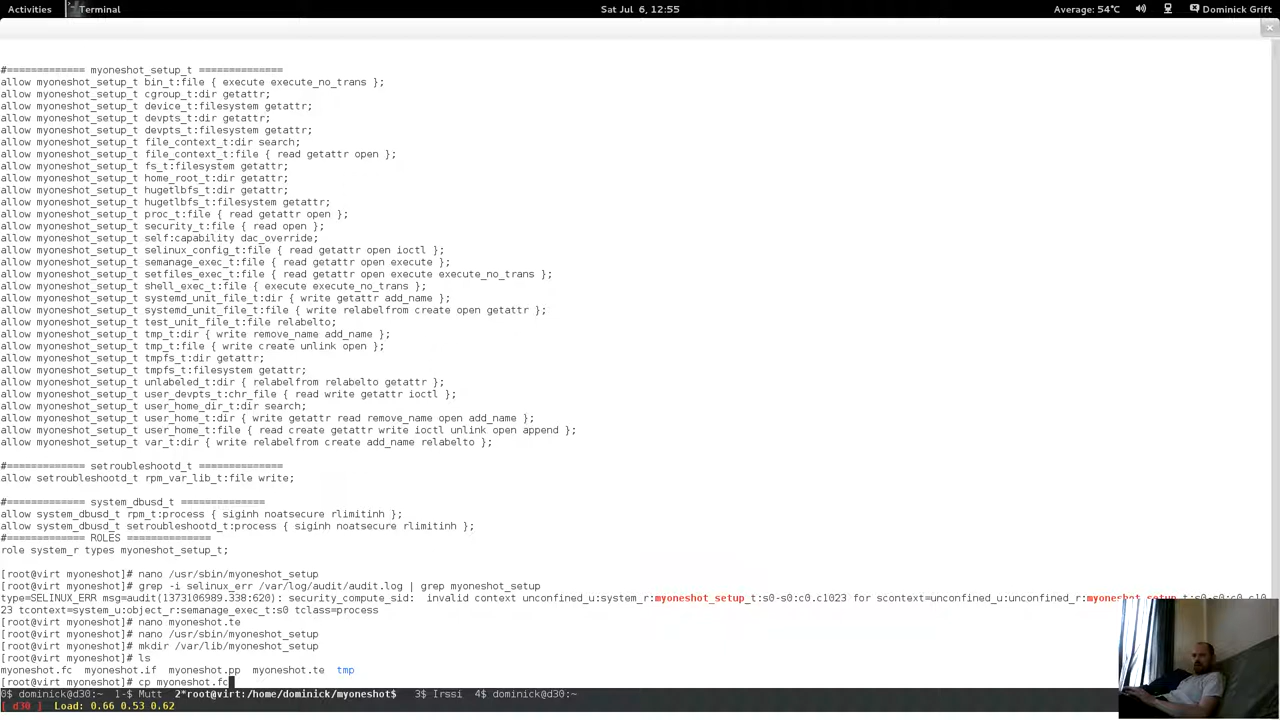 Activities Terminal Sat Jul 6, 12:55 Average: 54°C Dominick Grift
#============= myoneshot_setup_t ==============
allow myoneshot_setup_t bin_t:file { execute execute_no_trans };
allow myoneshot_setup_t cgroup_t:dir getattr;
allow myoneshot_setup_t device_t:filesystem getattr;
allow myoneshot_setup_t devpts_t:dir getattr;
allow myoneshot_setup_t devpts_t:filesystem getattr;
allow myoneshot_setup_t file_context_t:dir search;
allow myoneshot_setup_t file_context_t:file { read getattr open };
allow myoneshot_setup_t fs_t:filesystem getattr;
allow myoneshot_setup_t home_root_t:dir getattr;
allow myoneshot_setup_t hugetlbfs_t:dir getattr;
allow myoneshot_setup_t hugetlbfs_t:filesystem getattr;
allow myoneshot_setup_t proc_t:file { read getattr open };
allow myoneshot_setup_t security_t:file { read open };
allow myoneshot_setup_t self:capability dac_override;
allow myoneshot_setup_t selinux_config_t:file { read getattr open ioctl };
allow myoneshot_setup_t semanage_exec_t:file { read getattr open execute };
allow myoneshot_setup_t setfiles_exec_t:file { read getattr open execute execute_no_trans };
allow myoneshot_setup_t shell_exec_t:file { execute execute_no_trans };
allow myoneshot_setup_t systemd_unit_file_t:dir { write getattr add_name };
allow myoneshot_setup_t systemd_unit_file_t:file { write relabelfrom create open getattr };
allow myoneshot_setup_t test_unit_file_t:file relabelto;
allow myoneshot_setup_t tmp_t:dir { write remove_name add_name };
allow myoneshot_setup_t tmp_t:file { write create unlink open };
allow myoneshot_setup_t tmpfs_t:dir getattr;
allow myoneshot_setup_t tmpfs_t:filesystem getattr;
allow myoneshot_setup_t unlabeled_t:dir { relabelfrom relabelto getattr };
allow myoneshot_setup_t user_devpts_t:chr_file { read write getattr ioctl };
allow myoneshot_setup_t user_home_dir_t:dir search;
allow myoneshot_setup_t user_home_t:dir { write getattr read remove_name open add_name };
allow myoneshot_setup_t user_home_t:file { read create getattr write ioctl unlink open append };
allow myoneshot_setup_t var_t:dir { write relabelfrom create add_name relabelto };
#============= setroubleshootd_t ==============
allow setroubleshootd_t rpm_var_lib_t:file write;
#============= system_dbusd_t ==============
allow system_dbusd_t rpm_t:process { siginh noatsecure rlimitinh };
allow system_dbusd_t setroubleshootd_t:process { siginh noatsecure rlimitinh };
#============= ROLES ==============
role system_r types myoneshot_setup_t;
[root@virt myoneshot]# nano /usr/sbin/myoneshot_setup
[root@virt myoneshot]# grep -i selinux_err /var/log/audit/audit.log | grep myoneshot_setup
type=SELINUX_ERR msg=audit(1373106989.338:620): security_compute_sid:  invalid context unconfined_u:system_r:myoneshot_setup_t:s0-s0:c0.c1023 for scontext=unconfined_u:unconfined_r:myoneshot_setup_t:s0-s0:c0.c10
23 tcontext=system_u:object_r:semanage_exec_t:s0 tclass=process
[root@virt myoneshot]# nano myoneshot.te
[root@virt myoneshot]# nano /usr/sbin/myoneshot_setup
[root@virt myoneshot]# mkdir /var/lib/myoneshot_setup
[root@virt myoneshot]# ls
myoneshot.fc myoneshot.if myoneshot.pp myoneshot.te tmp
[root@virt myoneshot]# cp myoneshot.fc
0$ dominick@d30:~ 1-$ Mutt 2*root@virt:/home/dominick/myoneshot$ 3$ Irssi 4$ dominick@d30:~
[ d30 ] Load: 0.66 0.53 0.62